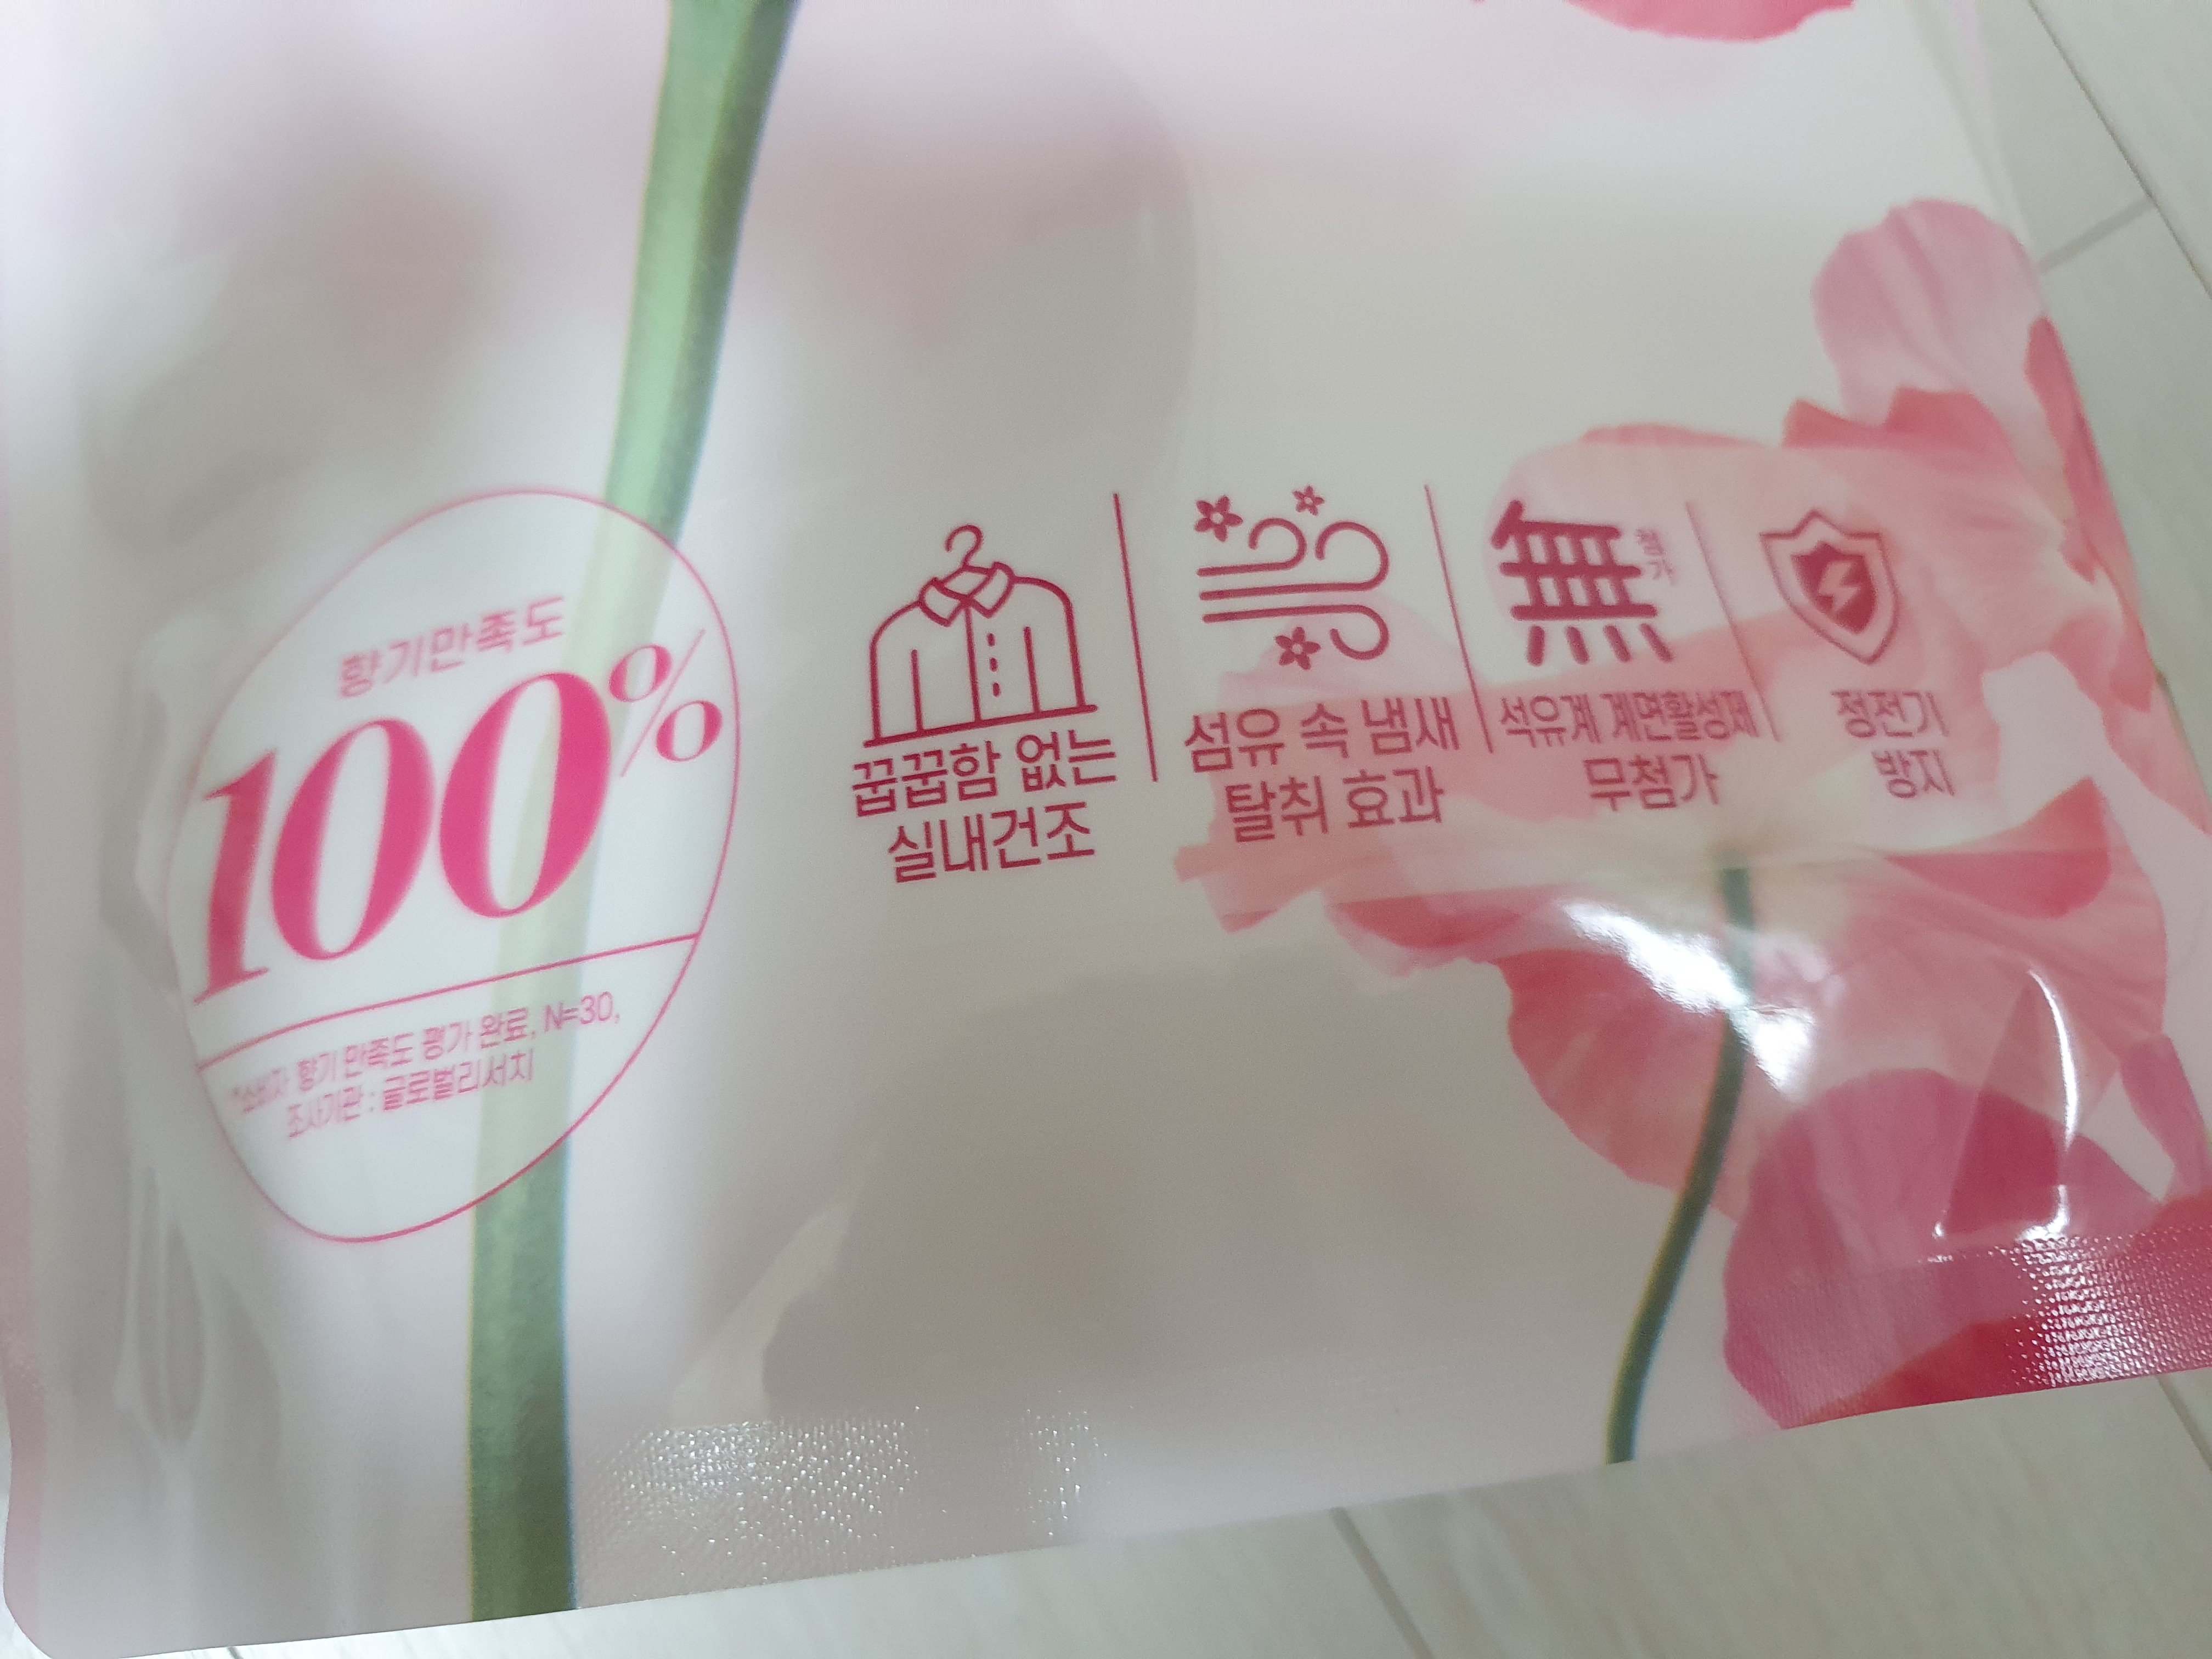 향기만족도
100%
*소비자 향기 만족도 평가 완료, N=30,
조사기관 : 글로벌리서치
꿉꿉함 없는
실내건조
섬유 속 냄새
탈취 효과
無
첨가
석유계 계면활성제
무첨가
정전기
방지